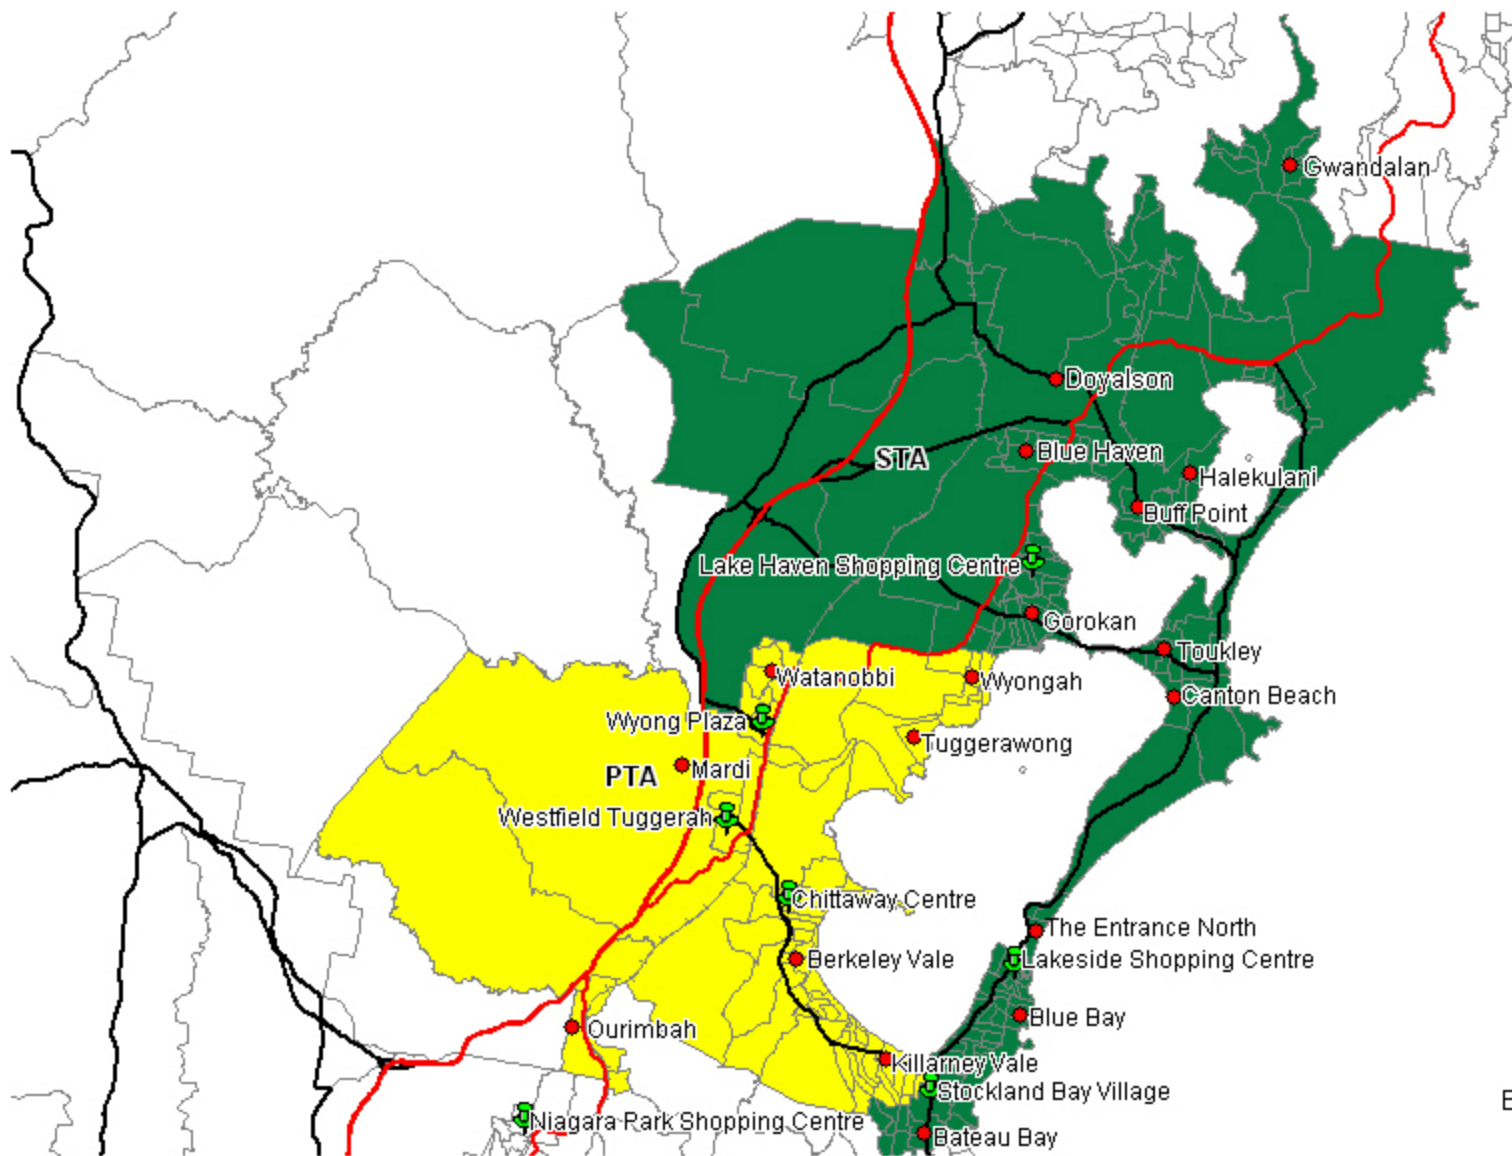 Gwandalan
Doyalson
STA
Blue Haven
Halekulani
Buff Point
Lake Haven Shopping Centre
Gorokan
Toukley
Watanobbi
Wyongah
Canton Beach
Wyong Plaza
Tuggerawong
PTA
Mardi
Westfield Tuggerah
Chittaway Centre
The Entrance North
Berkeley Vale
Lakeside Shopping Centre
Blue Bay
Ourimbah
Killarney Vale
Stockland Bay Village
Niagara Park Shopping Centre
Bateau Bay